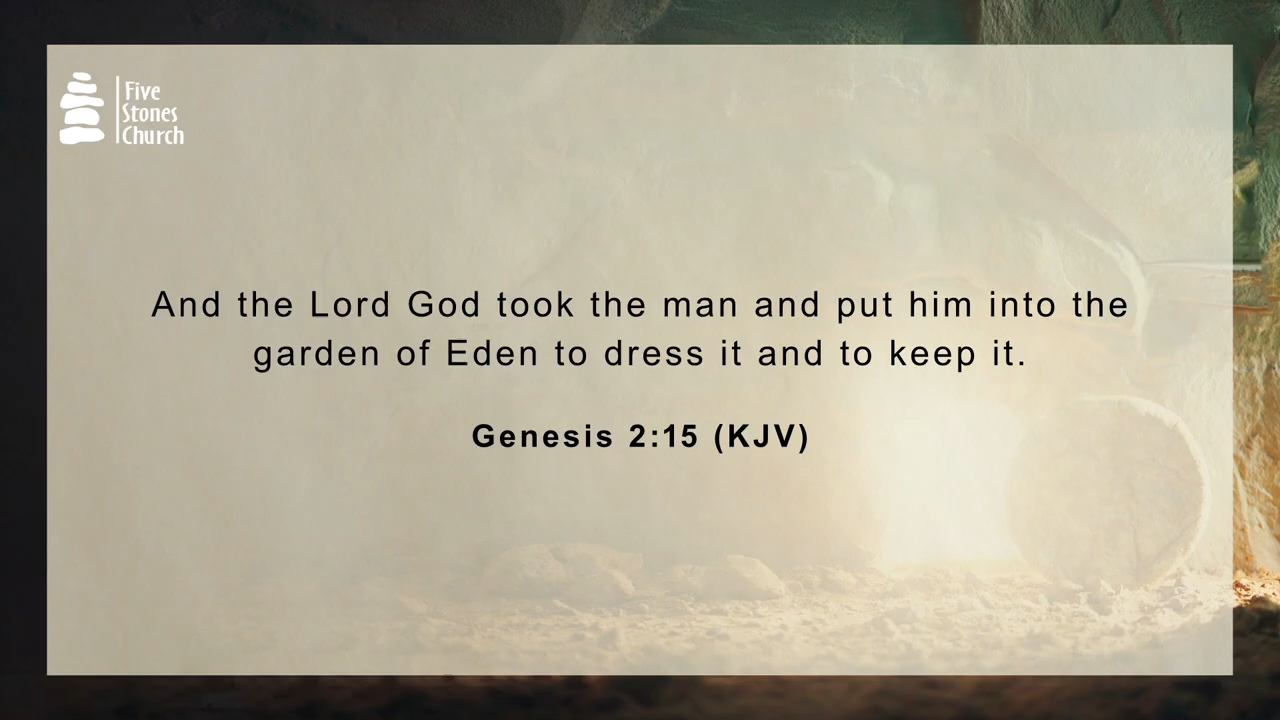 Five
Stones
Church
And the Lord God took the man and put him into the
garden of Eden to dress it and to keep it.
Genesis 2:15 (KJV)